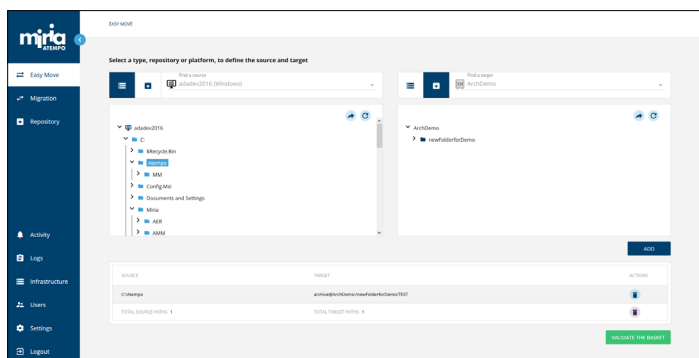 miria
ATEMPO
EASY MOVE
Easy Move
Migration
Repository
Activity
Logs
Infrastructure
Users
Settings
Logout
Select a type, repository or platform, to define the source and target
Find a source
adadev2016 (Windows)
Find a target
ArchDemo
adadev2016
C:
$Recycle.Bin
Atempo
MM
Config.Msi
Documents and Settings
Miria
AER
AMM
ArchDemo
newFolderforDemo
ADD
SOURCE TARGET ACTIONS
C:\Atempo archive@ArchDemo:/newFolderforDemo/TEST
TOTAL SOURCE PATHS 1 TOTAL TARGET PATHS 1
VALIDATE THE BASKET